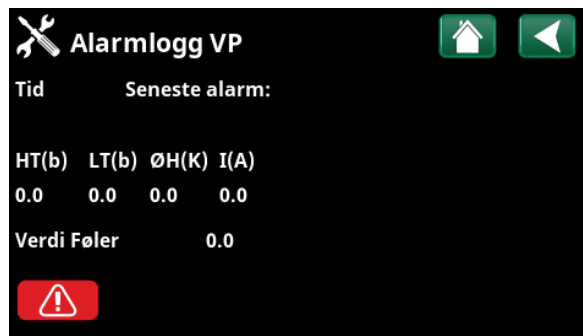 Alarmlogg VP
Tid Seneste alarm:
HT(b) LT(b) ØH(K) I(A)
0.0 0.0 0.0 0.0
Verdi Føler 0.0